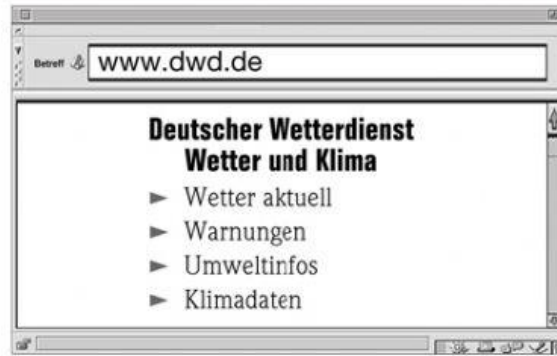 Betreff www.dwd.de
Deutscher Wetterdienst
Wetter und Klima
► Wetter aktuell
► Warnungen
► Umweltinfos
► Klimadaten